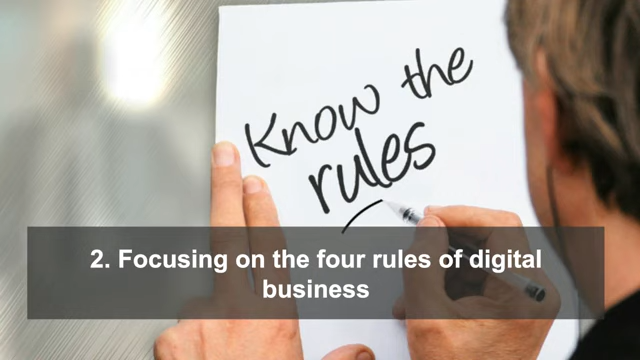 Know the
rules
2. Focusing on the four rules of digital
business